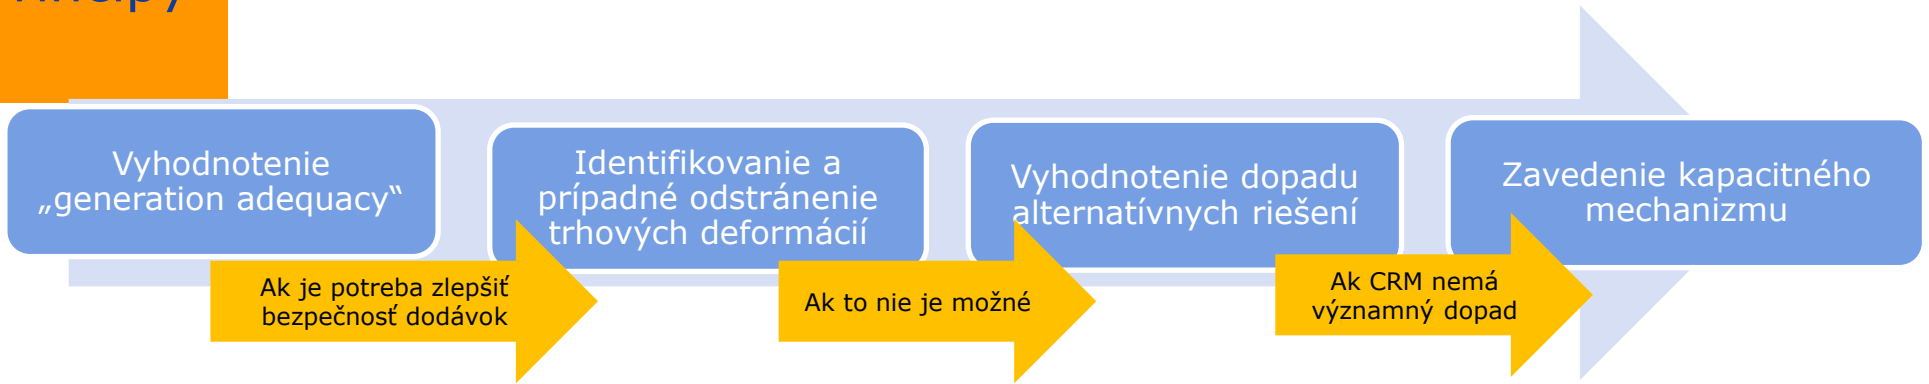 Vyhodnotenie
„generation adequacy“
Identifikovanie a
prípadné odstránenie
trhových deformácií
Vyhodnotenie dopadu
alternatívnych riešení
Zavedenie kapacitného
mechanizmu
Ak je potreba zlepšiť
bezpečnosť dodávok
Ak to nie je možné
Ak CRM nemá
významný dopad